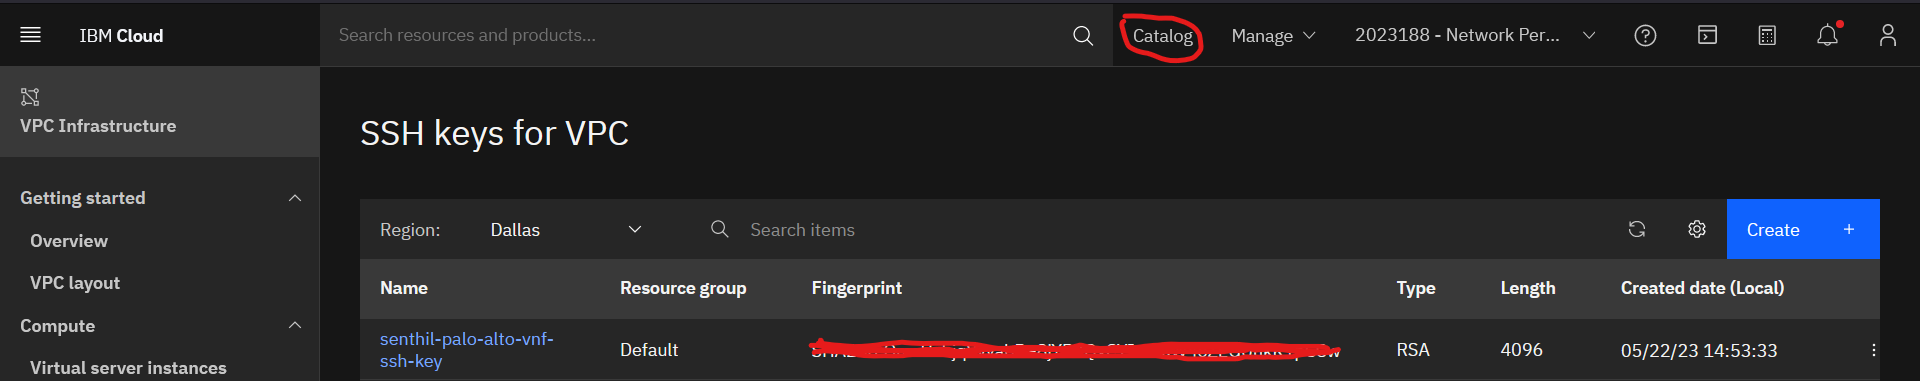 IBM Cloud
Search resources and products...
Catalog
Manage
2023188 - Network Per...
VPC Infrastructure
SSH keys for VPC
Getting started
Overview
VPC layout
Compute
Virtual server instances
Region:
Dallas
Search items
Create +
Name
Resource group
Fingerprint
Type
Length
Created date (Local)
senthil-palo-alto-vnf-
ssh-key
Default
RSA
4096
05/22/23 14:53:33